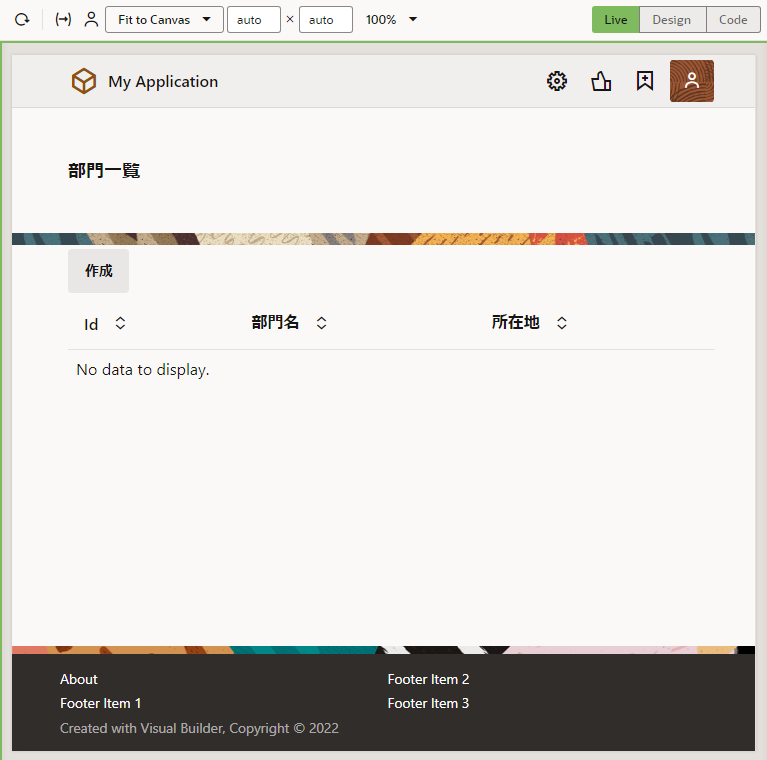 Fit to Canvas auto × auto 100% Live Design Code
My Application
部門一覧
作成
Id 部門名 所在地
No data to display.
About Footer Item 2
Footer Item 1 Footer Item 3
Created with Visual Builder, Copyright © 2022